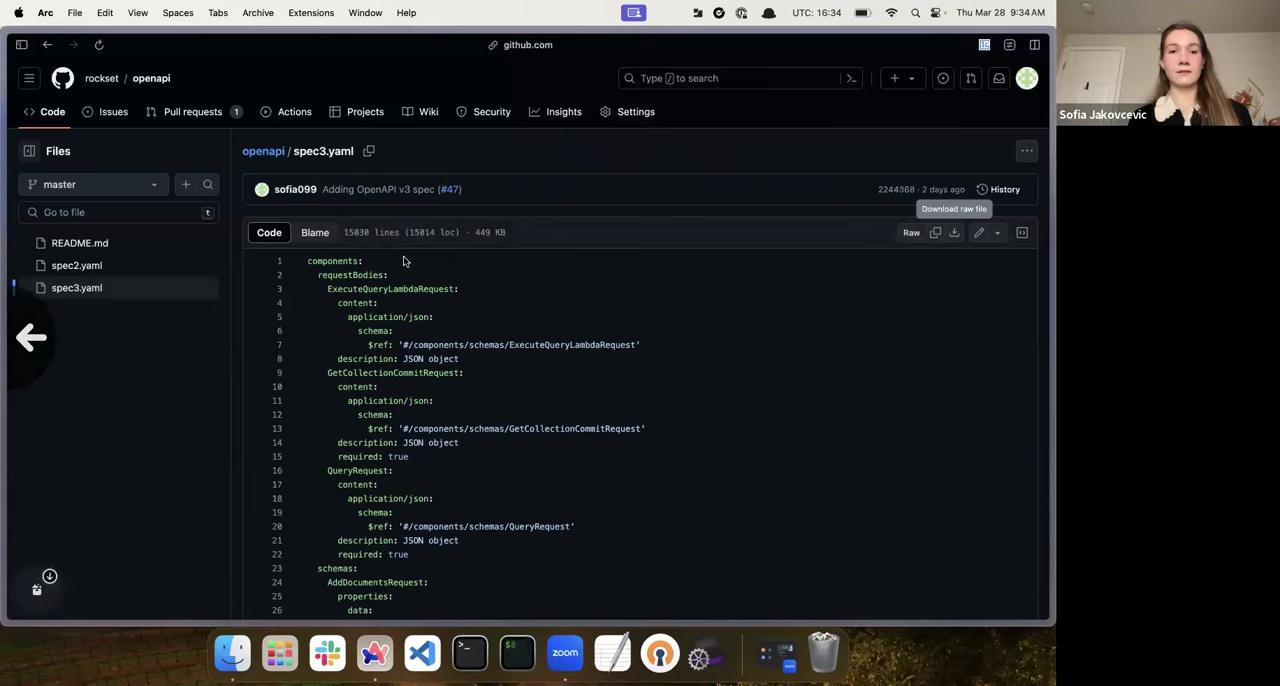 Arc File Edit View Spaces Tabs Archive Extensions Window Help UTC: 16:34 Thu Mar 28 9:34 AM
github.com
rockset / openapi Type / to search
Code Issues Pull requests 1 Actions Projects Wiki Security Insights Settings
Files
openapi / spec3.yaml
master
sofia099 Adding OpenAPI v3 spec (#47) 2244368 · 2 days ago History
Go to file t
Download raw file
Code Blame 15030 lines (15014 loc) · 449 KB Raw
README.md
spec2.yaml
spec3.yaml
1 components:
2 requestBodies:
3 ExecuteQueryLambdaRequest:
4 content:
5 application/json:
6 schema:
7 $ref: '#/components/schemas/ExecuteQueryLambdaRequest'
8 description: JSON object
9 GetCollectionCommitRequest:
10 content:
11 application/json:
12 schema:
13 $ref: '#/components/schemas/GetCollectionCommitRequest'
14 description: JSON object
15 required: true
16 QueryRequest:
17 content:
18 application/json:
19 schema:
20 $ref: '#/components/schemas/QueryRequest'
21 description: JSON object
22 required: true
23 schemas:
24 AddDocumentsRequest:
25 properties:
26 data:
zoom
Sofia Jakovcevic